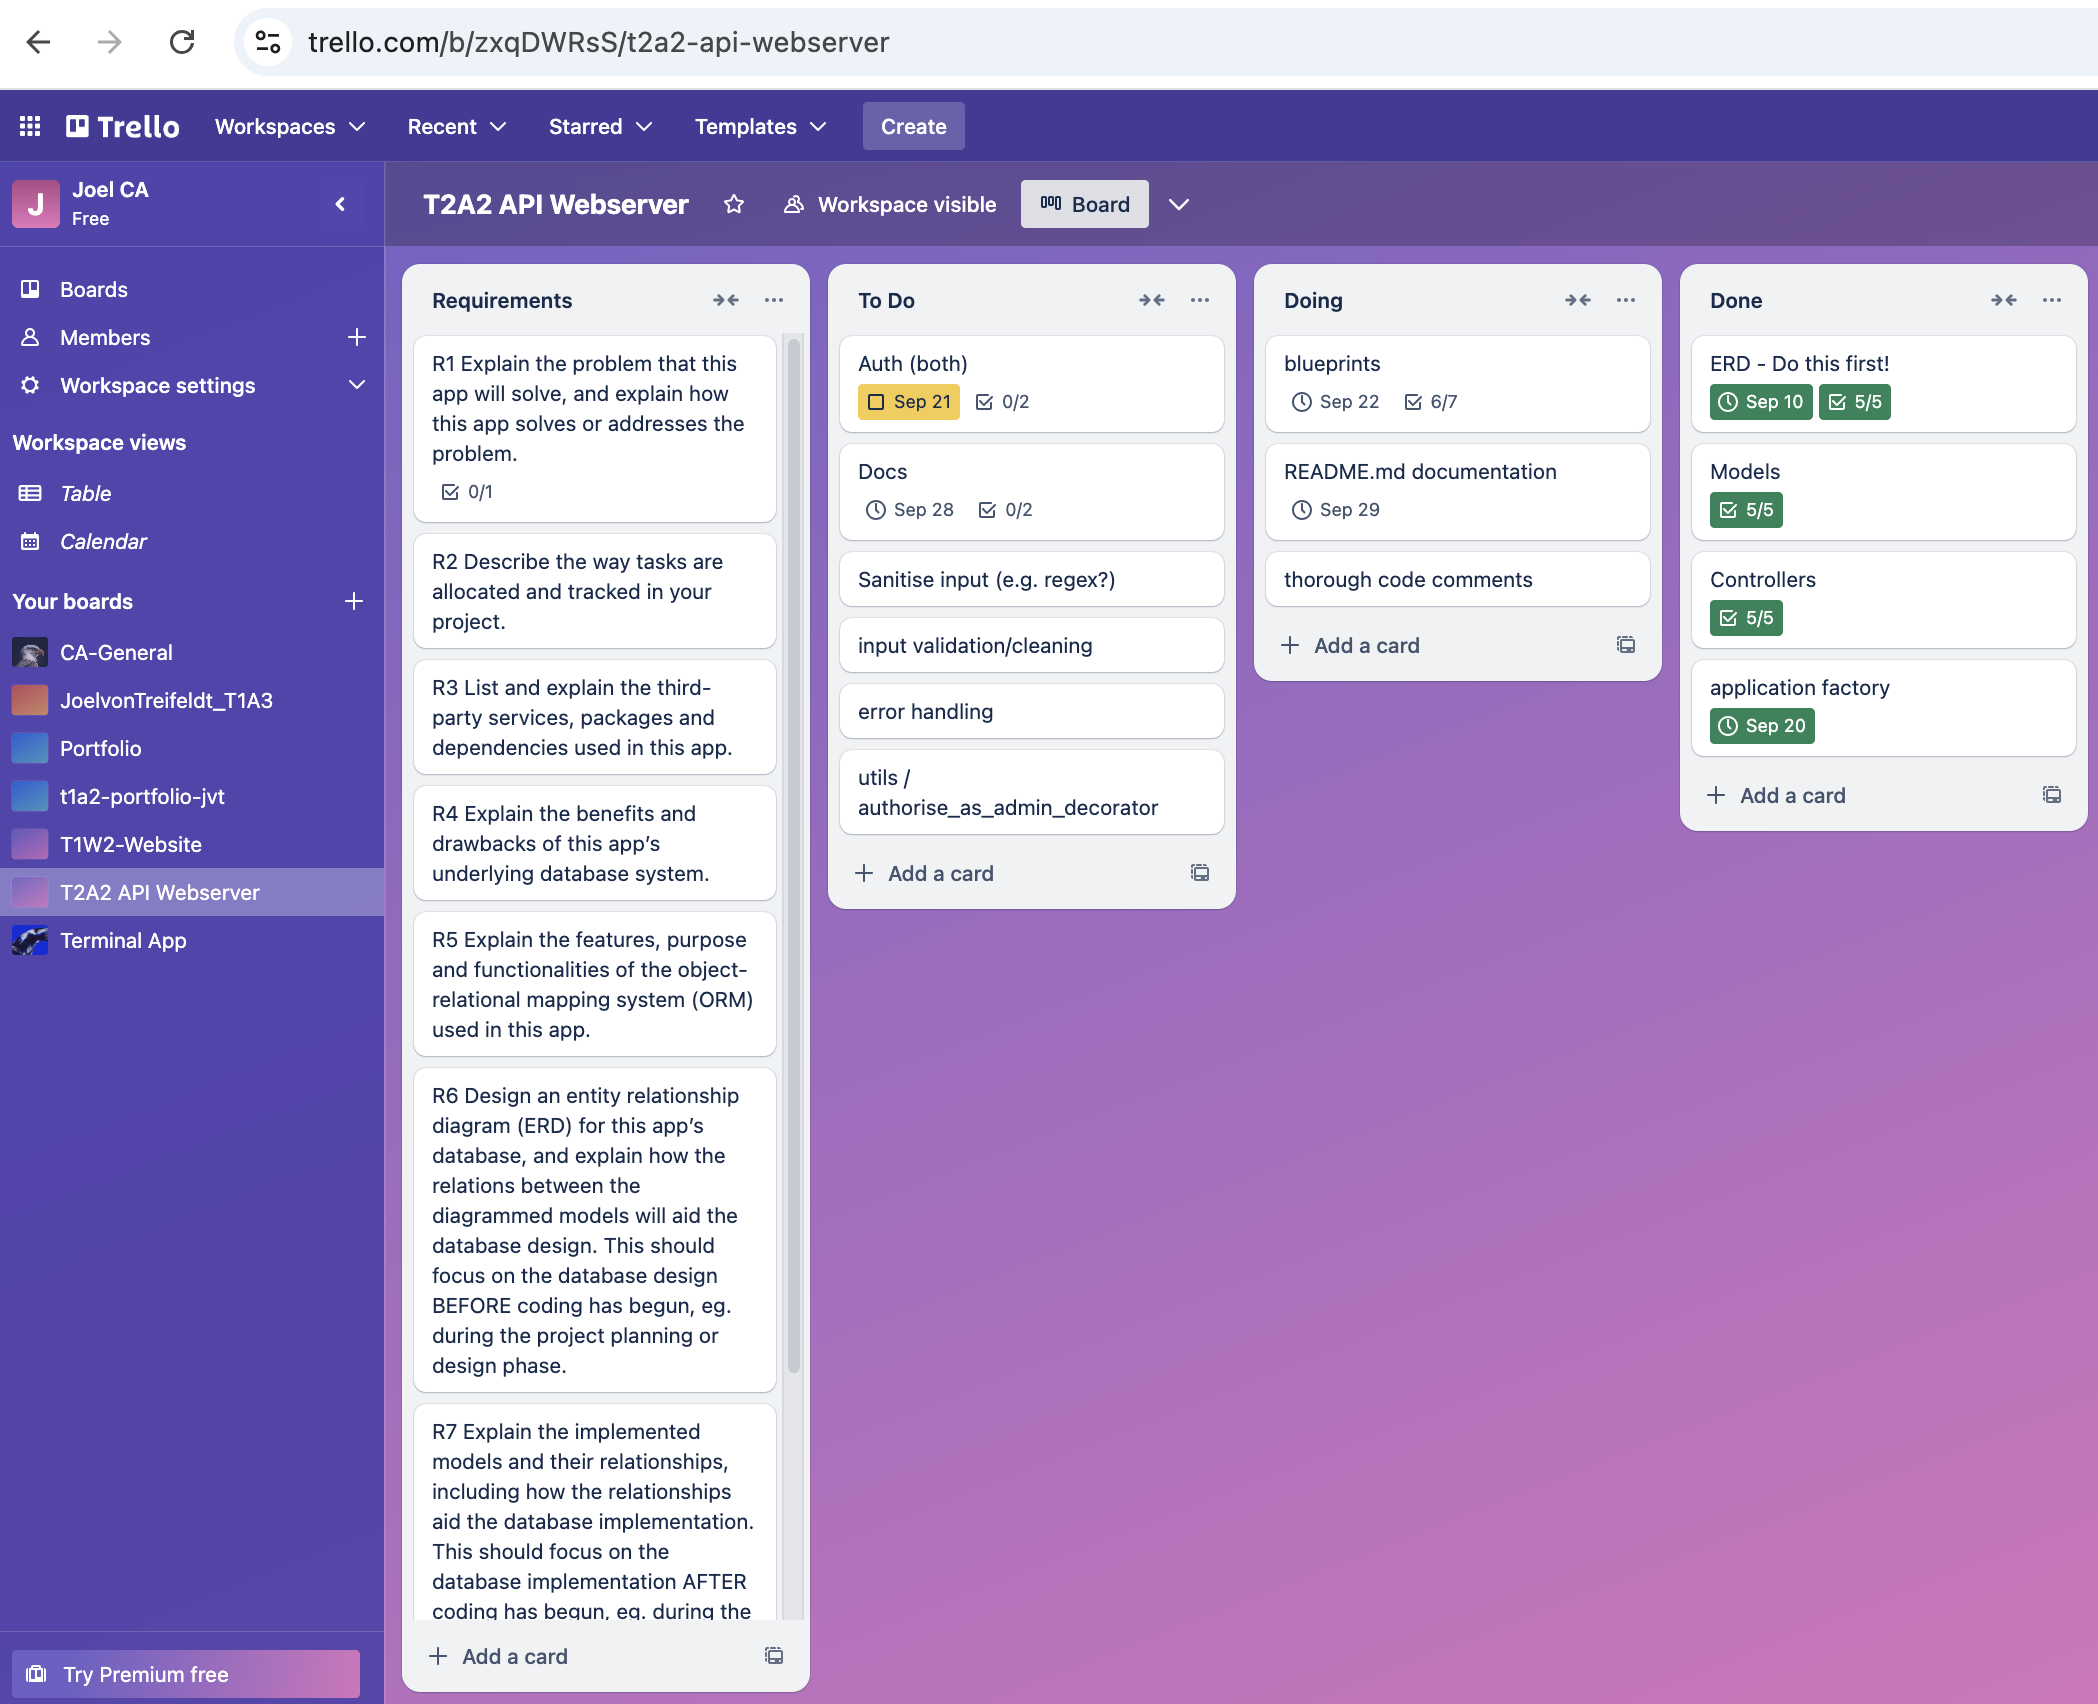 trello.com/b/zxqDWRsS/t2a2-api-webserver
Trello
Workspaces
Recent
Starred
Templates
Create
J
Joel CA
Free
T2A2 API Webserver
Workspace visible
Board
Boards
Members
Workspace settings
Workspace views
Table
Calendar
Your boards
CA-General
JoelvonTreifeldt_T1A3
Portfolio
t1a2-portfolio-jvt
T1W2-Website
T2A2 API Webserver
Terminal App
Try Premium free
Requirements
R1 Explain the problem that this
app will solve, and explain how
this app solves or addresses the
problem.
0/1
R2 Describe the way tasks are
allocated and tracked in your
project.
R3 List and explain the third-
party services, packages and
dependencies used in this app.
R4 Explain the benefits and
drawbacks of this app’s
underlying database system.
R5 Explain the features, purpose
and functionalities of the object-
relational mapping system (ORM)
used in this app.
R6 Design an entity relationship
diagram (ERD) for this app’s
database, and explain how the
relations between the
diagrammed models will aid the
database design. This should
focus on the database design
BEFORE coding has begun, eg.
during the project planning or
design phase.
R7 Explain the implemented
models and their relationships,
including how the relationships
aid the database implementation.
This should focus on the
database implementation AFTER
coding has begun, eg. during the
Add a card
To Do
Auth (both)
Sep 21 0/2
Docs
Sep 28 0/2
Sanitise input (e.g. regex?)
input validation/cleaning
error handling
utils /
authorise_as_admin_decorator
Add a card
Doing
blueprints
Sep 22 6/7
README.md documentation
Sep 29
thorough code comments
Add a card
Done
ERD - Do this first!
Sep 10 5/5
Models
5/5
Controllers
5/5
application factory
Sep 20
Add a card